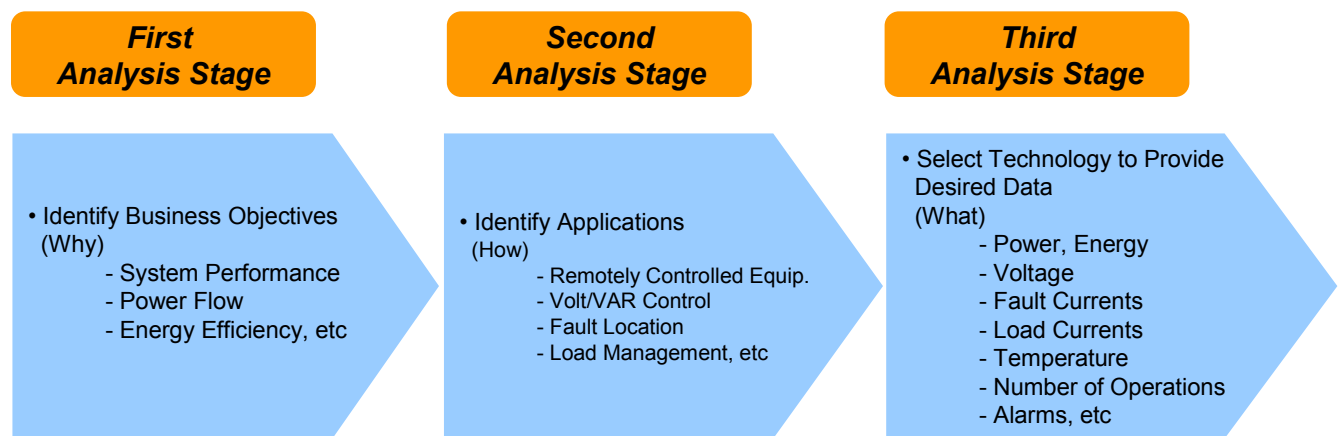 First
Analysis Stage
Second
Analysis Stage
Third
Analysis Stage
• Identify Business Objectives
(Why)
- System Performance
- Power Flow
- Energy Efficiency, etc
• Identify Applications
(How)
- Remotely Controlled Equip.
- Volt/VAR Control
- Fault Location
- Load Management, etc
• Select Technology to Provide
Desired Data
(What)
- Power, Energy
- Voltage
- Fault Currents
- Load Currents
- Temperature
- Number of Operations
- Alarms, etc